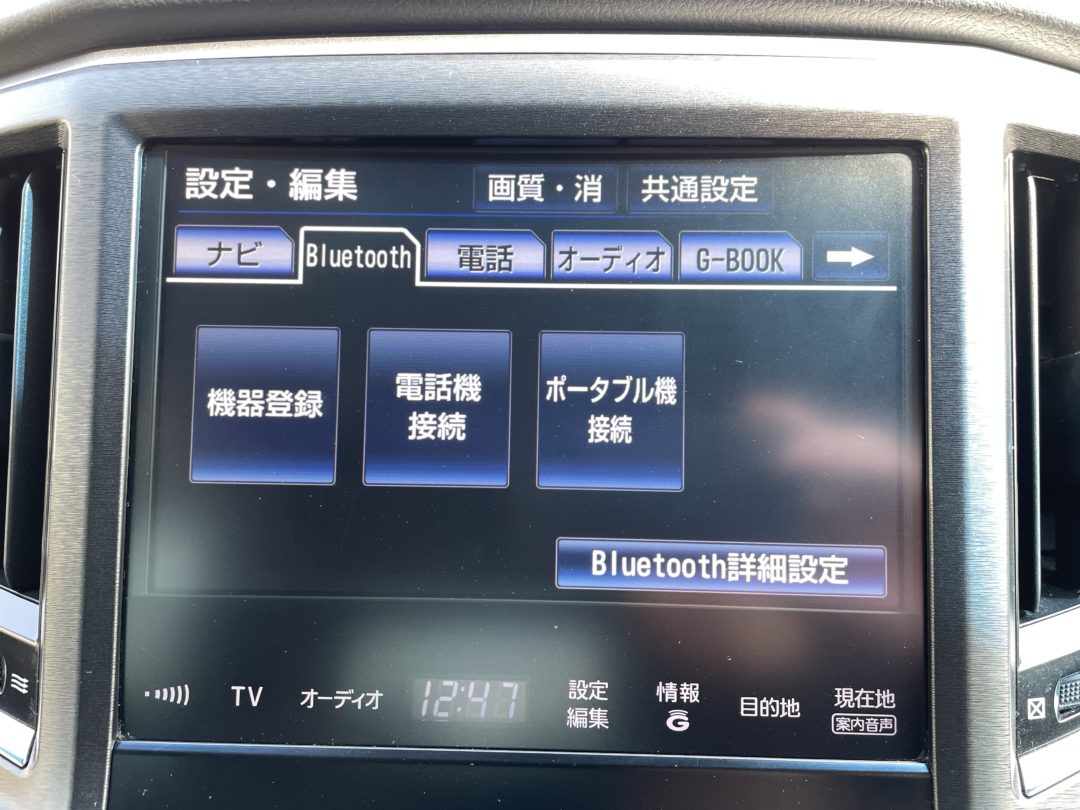 設定・編集
画質・消
共通設定
ナビ
Bluetooth
電話
オーディオ
G-BOOK
機器登録
電話機
接続
ポータブル機
接続
Bluetooth詳細設定
TV
オーディオ
12:47
設定
編集
情報
G
目的地
現在地
案内音声